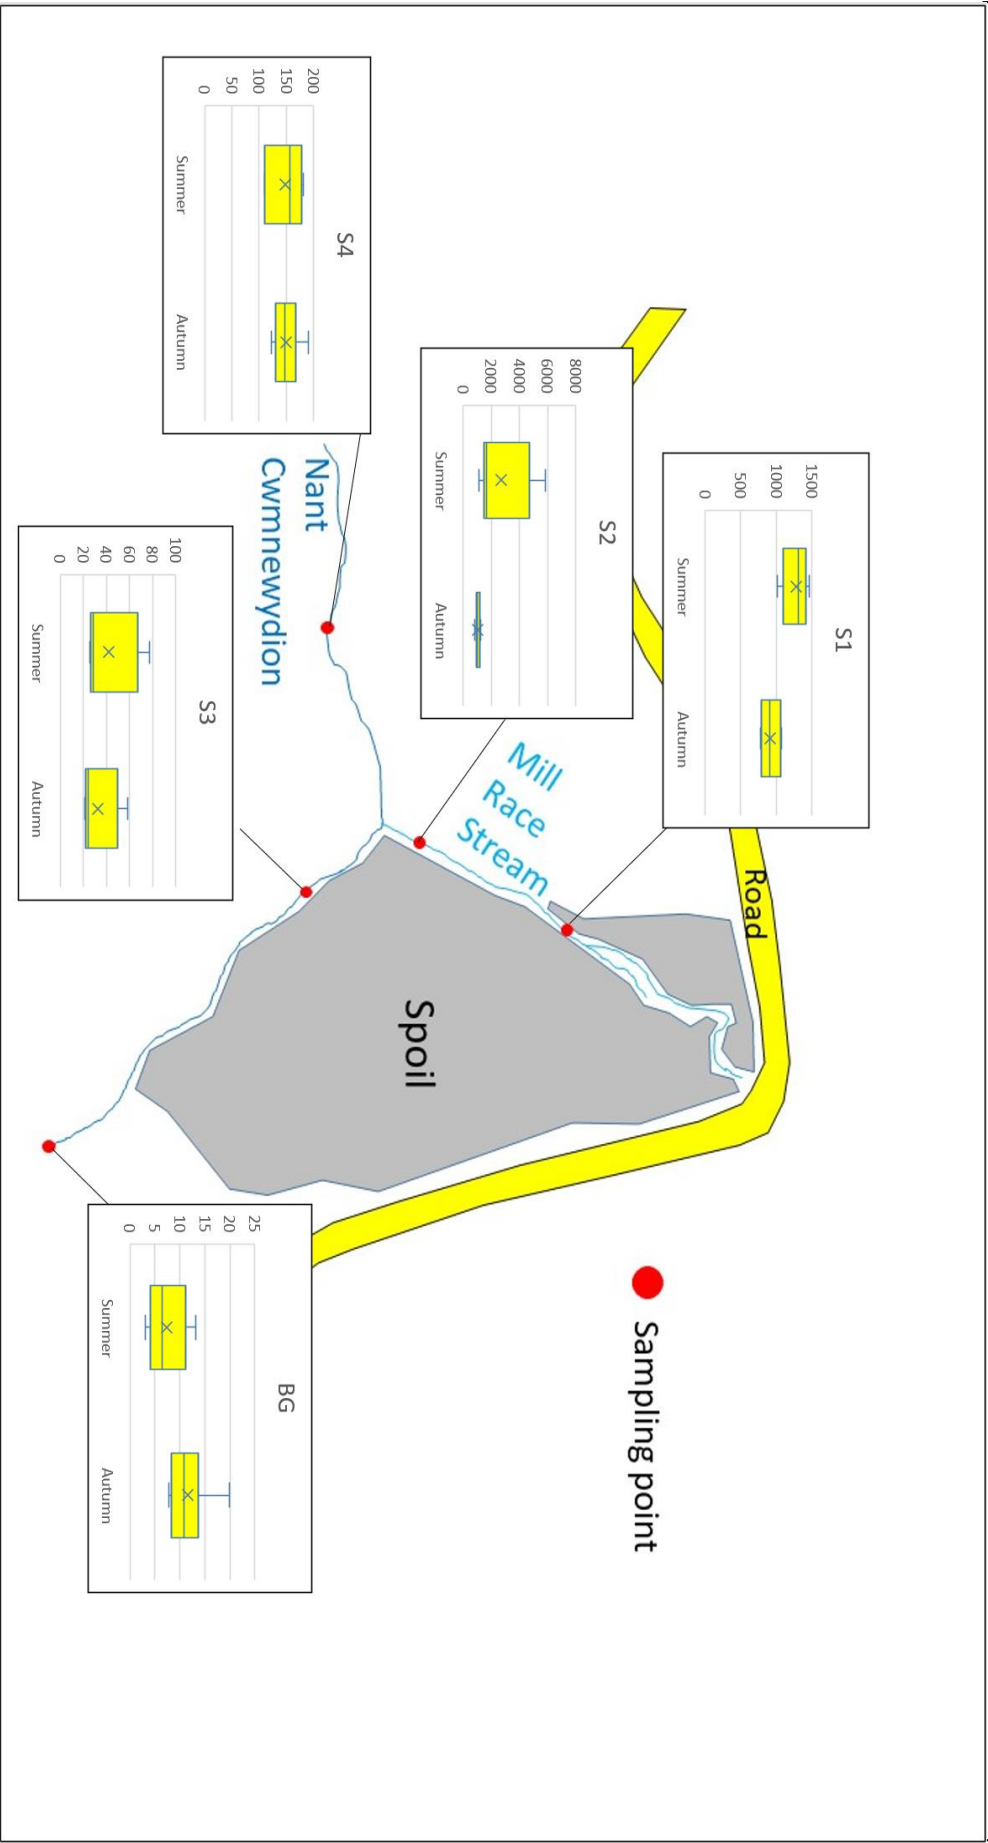 S1
1500
1000
500
0
Summer
Autumn
Road
Sampling point
S2
8000
6000
4000
2000
0
Summer
Autumn
Mill
Race
Stream
Spoil
S4
200
150
100
50
0
Summer
Autumn
Nant
Cwmnewydion
BG
25
20
15
10
5
0
Summer
Autumn
S3
100
80
60
40
20
0
Summer
Autumn